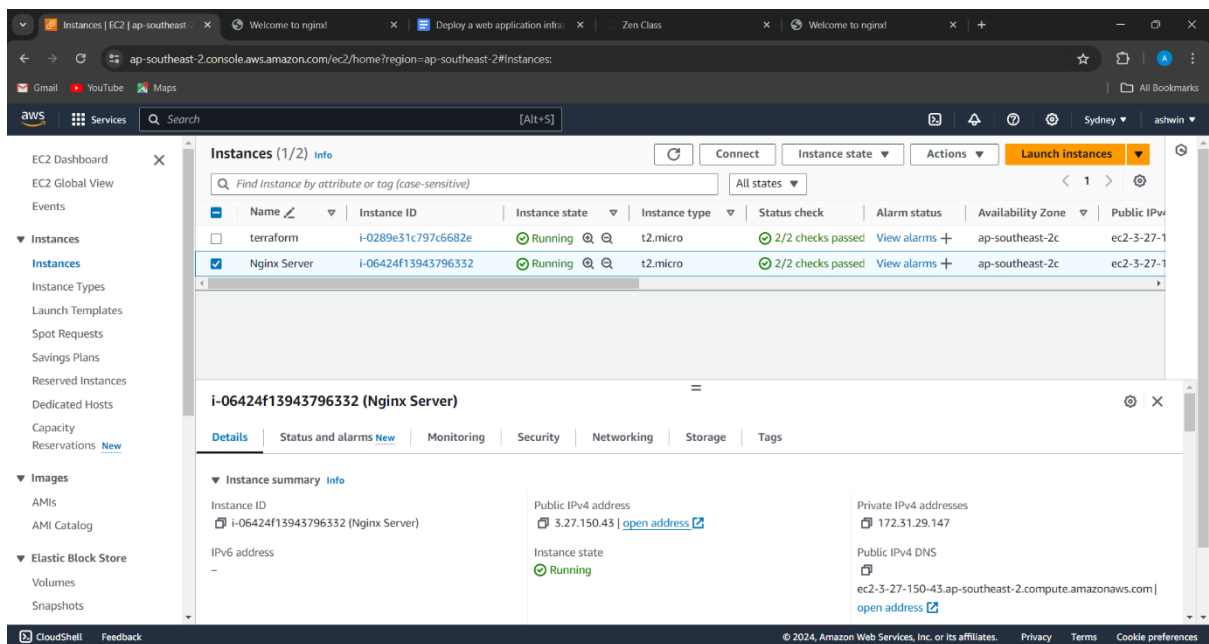 Instances | EC2 | ap-southeast-2
Welcome to nginx!
Deploy a web application infras
Zen Class
Welcome to nginx!
ap-southeast-2.console.aws.amazon.com/ec2/home?region=ap-southeast-2#Instances:
A
Gmail YouTube Maps
All Bookmarks
aws Services Search [Alt+S] Sydney ashwin
EC2 Dashboard
EC2 Global View
Events
Instances
Instances
Instance Types
Launch Templates
Spot Requests
Savings Plans
Reserved Instances
Dedicated Hosts
Capacity
Reservations New
Images
AMIs
AMI Catalog
Elastic Block Store
Volumes
Snapshots
Instances (1/2) Info
Connect Instance state Actions Launch instances
Find Instance by attribute or tag (case-sensitive) All states 1
Name Instance ID Instance state Instance type Status check Alarm status Availability Zone Public IPv4
terraform i-0289e31c797c6682e Running t2.micro 2/2 checks passed View alarms + ap-southeast-2c ec2-3-27-1
Nginx Server i-06424f13943796332 Running t2.micro 2/2 checks passed View alarms + ap-southeast-2c ec2-3-27-1
i-06424f13943796332 (Nginx Server)
Details Status and alarms New Monitoring Security Networking Storage Tags
Instance summary Info
Instance ID
i-06424f13943796332 (Nginx Server)
Public IPv4 address
3.27.150.43 | open address
Private IPv4 addresses
172.31.29.147
IPv6 address
–
Instance state
Running
Public IPv4 DNS
ec2-3-27-150-43.ap-southeast-2.compute.amazonaws.com |
open address
CloudShell Feedback © 2024, Amazon Web Services, Inc. or its affiliates. Privacy Terms Cookie preferences